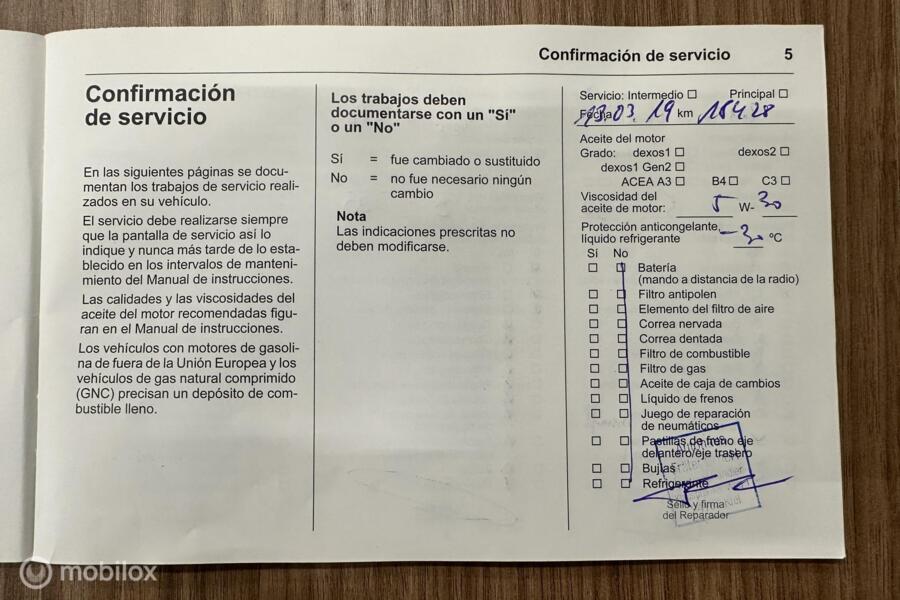 Confirmación de servicio 5
Confirmación
de servicio
En las siguientes páginas se docu-
mentan los trabajos de servicio reali-
zados en su vehículo.
El servicio debe realizarse siempre
que la pantalla de servicio así lo
indique y nunca más tarde de lo esta-
blecido en los intervalos de manteni-
miento del Manual de instrucciones.
Las calidades y las viscosidades del
aceite del motor recomendadas figu-
ran en el Manual de instrucciones.
Los vehículos con motores de gasoli-
na de fuera de la Unión Europea y los
vehículos de gas natural comprimido
(GNC) precisan un depósito de com-
bustible lleno.
Los trabajos deben
documentarse con un "Sí"
o un "No"
Sí = fue cambiado o sustituido
No = no fue necesario ningún
cambio
Nota
Las indicaciones prescritas no
deben modificarse.
Servicio: Intermedio ☐ Principal ☐
Fecha 13.03.19 km 15428
Aceite del motor
Grado: dexos1 ☐ dexos2 ☐
dexos1 Gen2 ☐
ACEA A3 ☐ B4 ☐ C3 ☐
Viscosidad del
aceite de motor: 5 W- 30
Protección anticongelante,
líquido refrigerante -30 °C
Sí No
☐ ☐ Batería
(mando a distancia de la radio)
☐ ☐ Filtro antipolen
☐ ☐ Elemento del filtro de aire
☐ ☐ Correa nervada
☐ ☐ Correa dentada
☐ ☐ Filtro de combustible
☐ ☐ Filtro de gas
☐ ☐ Aceite de caja de cambios
☐ ☐ Líquido de frenos
☐ ☐ Juego de reparación
de neumáticos
☐ ☐ Pastillas de freno eje
delantero/eje trasero
☐ ☐ Bujías
☐ ☐ Refrigerante
Sello y firma
del Reparador
mobilox